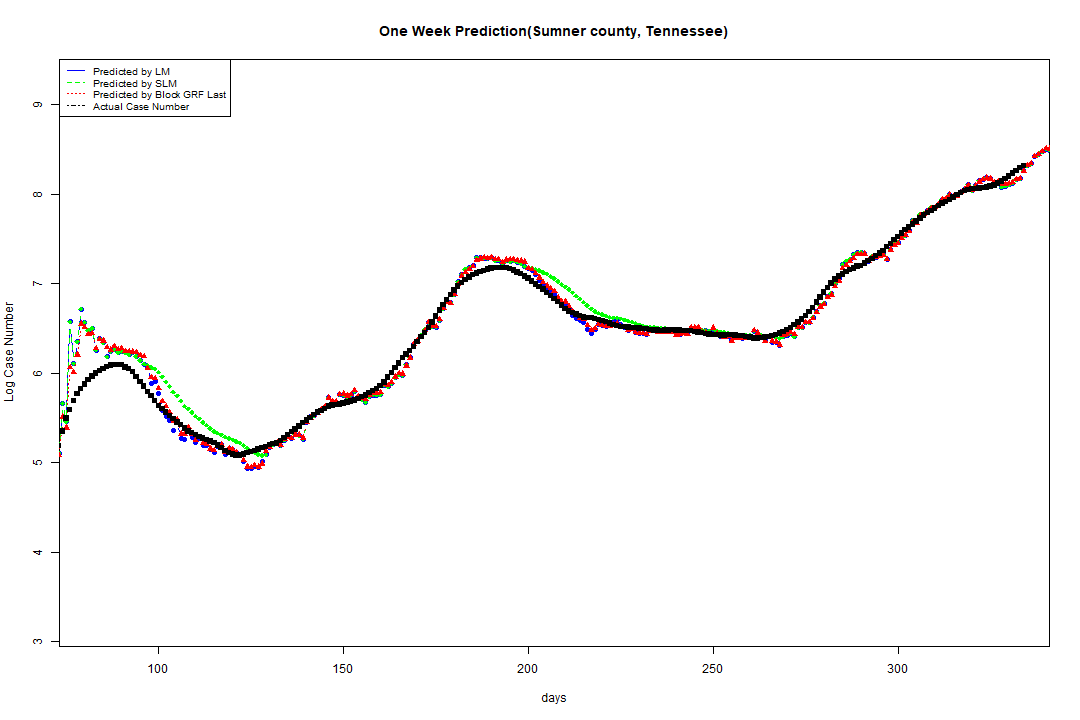 One Week Prediction(Sumner county, Tennessee)
Predicted by LM
Predicted by SLM
Predicted by Block GRF Last
Actual Case Number
Log Case Number
9
8
7
6
5
4
3
100 150 200 250 300
days